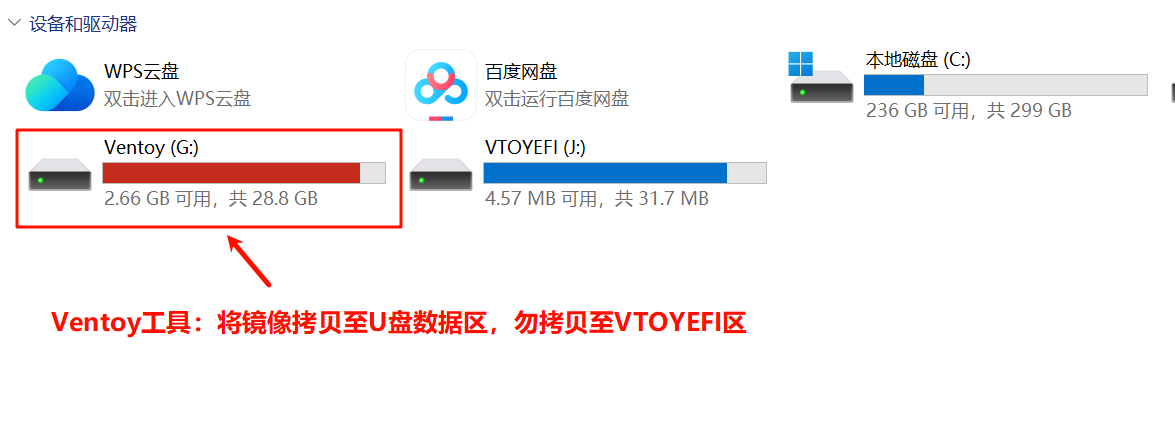 设备和驱动器
WPS云盘
双击进入WPS云盘
百度网盘
双击运行百度网盘
本地磁盘 (C:)
236 GB 可用，共 299 GB
Ventoy (G:)
2.66 GB 可用，共 28.8 GB
VTOYEFI (J:)
4.57 MB 可用，共 31.7 MB
Ventoy工具：将镜像拷贝至U盘数据区，勿拷贝至VTOYEFI区